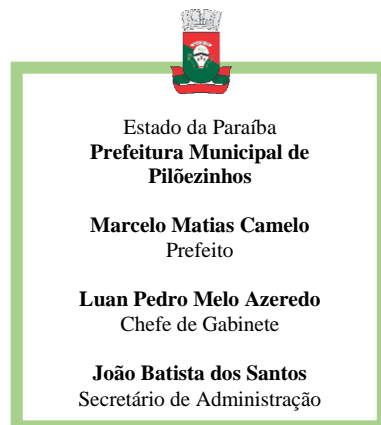 Estado da Paraíba
Prefeitura Municipal de
Pilõezinhos
Marcelo Matias Camelo
Prefeito
Luan Pedro Melo Azeredo
Chefe de Gabinete
João Batista dos Santos
Secretário de Administração